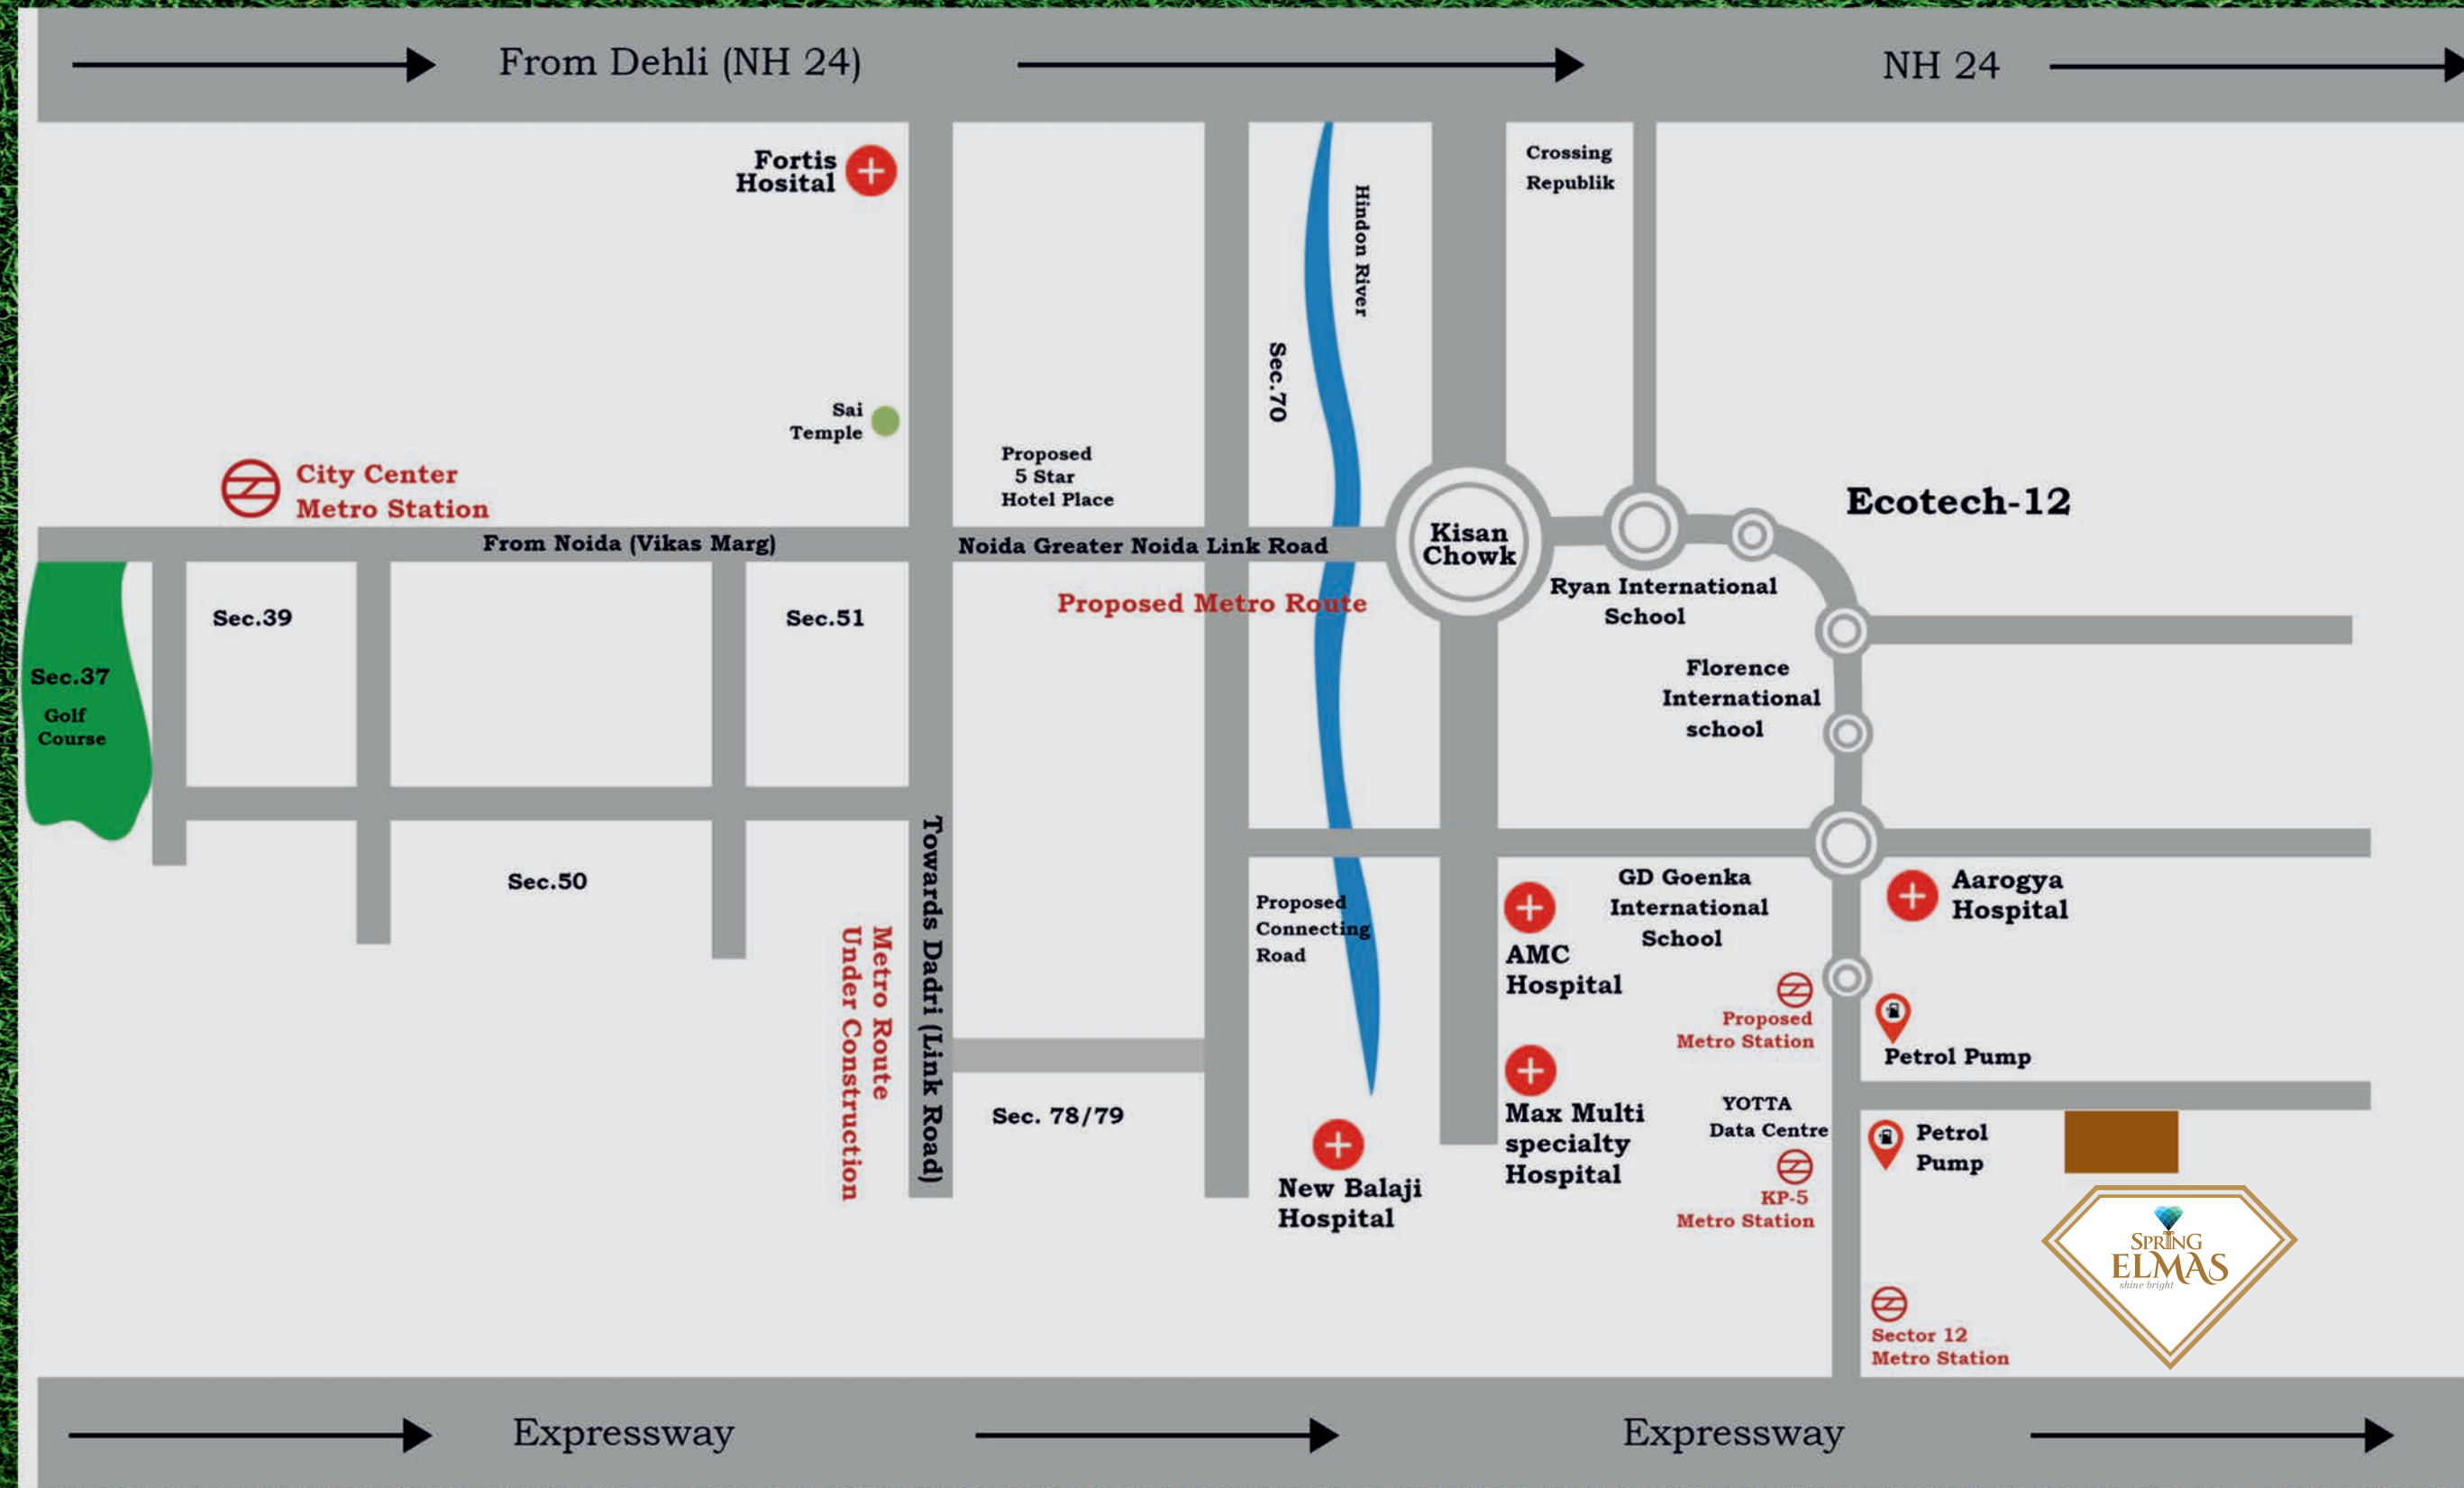 From Dehli (NH 24)
NH 24
Fortis
Hosital
Crossing
Republik
Hindon River
Sec.70
Sai
Temple
Proposed
5 Star
Hotel Place
City Center
Metro Station
Ecotech-12
From Noida (Vikas Marg)
Noida Greater Noida Link Road
Kisan
Chowk
Proposed Metro Route
Ryan International
School
Sec.39
Sec.51
Sec.37
Golf
Course
Florence
International
school
Sec.50
Towards Dadri (Link Road)
Metro Route
Under Construction
Proposed
Connecting
Road
AMC
Hospital
GD Goenka
International
School
Aarogya
Hospital
Proposed
Metro Station
Petrol Pump
Sec. 78/79
Max Multi
specialty
Hospital
YOTTA
Data Centre
Petrol
Pump
New Balaji
Hospital
KP-5
Metro Station
SPRING
ELMAS
shine bright
Sector 12
Metro Station
Expressway
Expressway